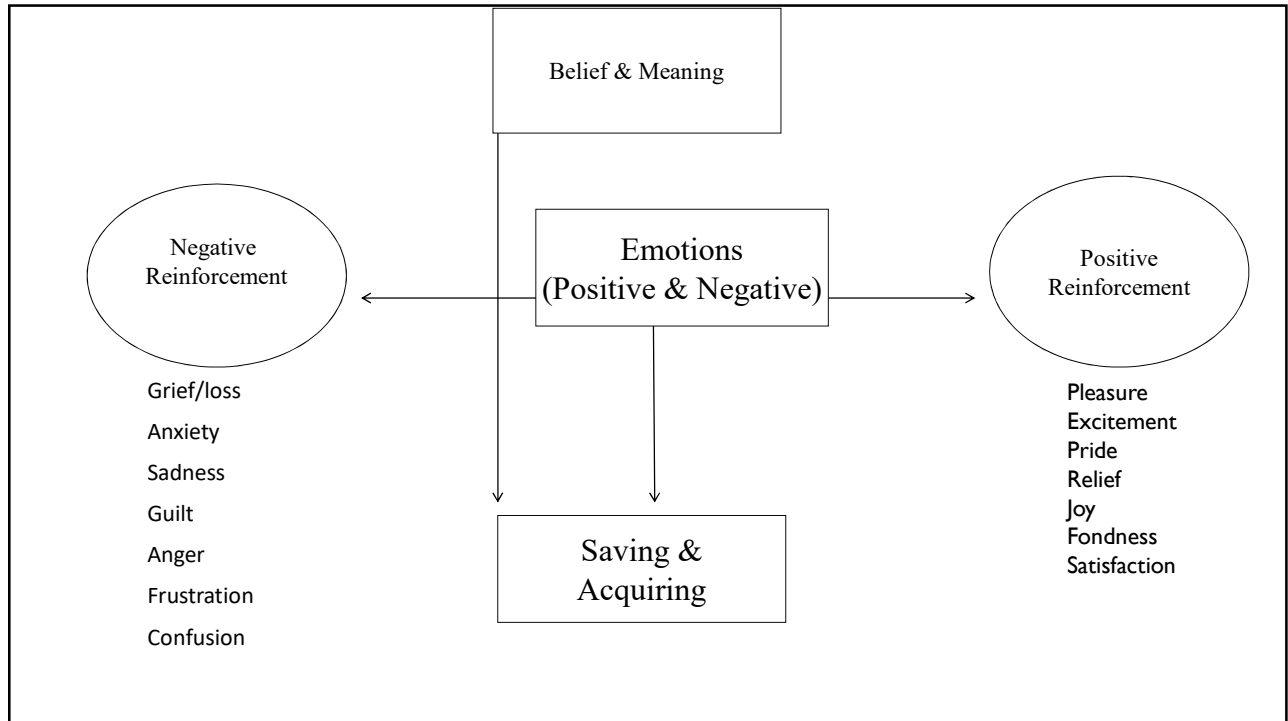 Belief & Meaning
Negative
Reinforcement
Emotions
(Positive & Negative)
Positive
Reinforcement
Grief/loss
Anxiety
Sadness
Guilt
Anger
Frustration
Confusion
Saving &
Acquiring
Pleasure
Excitement
Pride
Relief
Joy
Fondness
Satisfaction